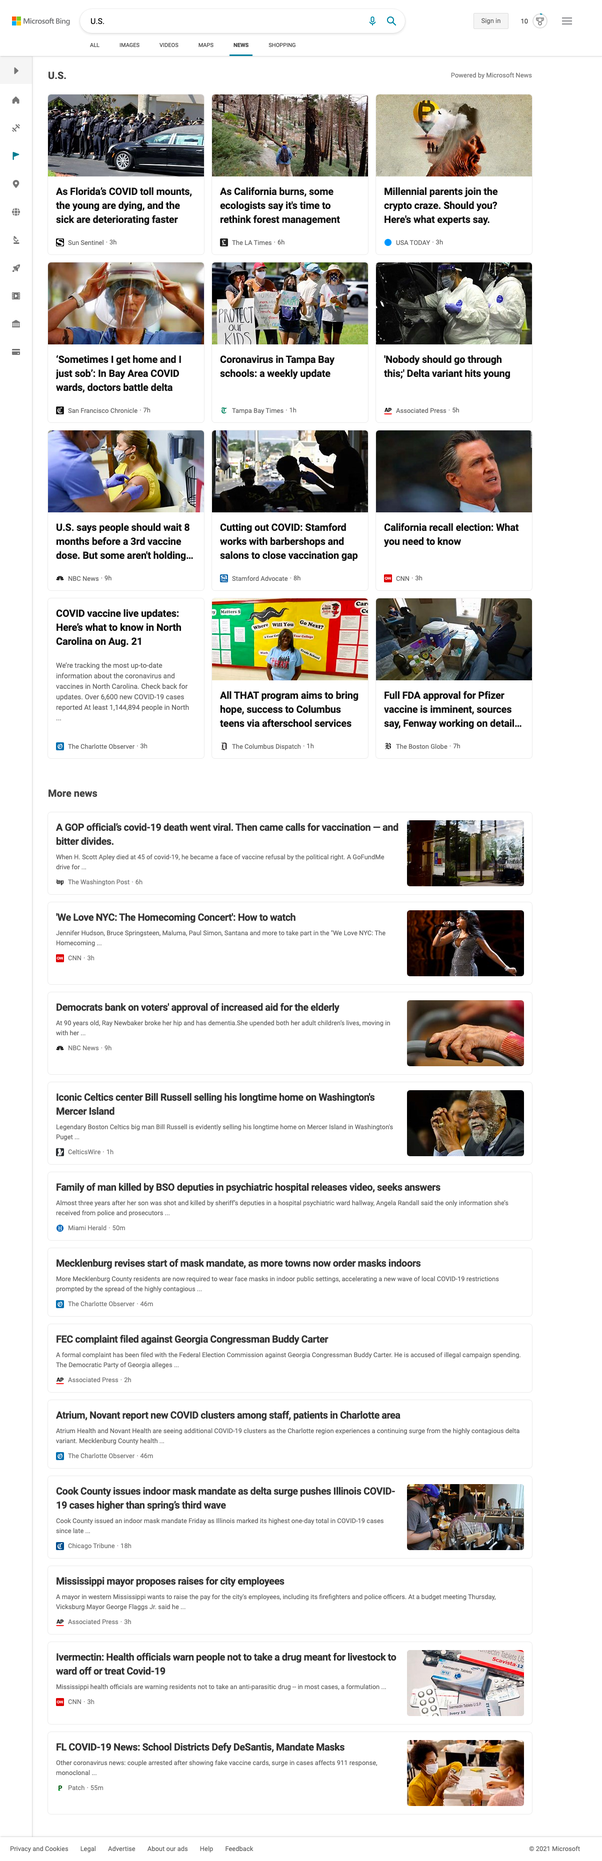 Microsoft Bing
U.S.
Sign in
10
ALL
IMAGES
VIDEOS
MAPS
NEWS
SHOPPING
U.S.
Powered by Microsoft News
As Florida's COVID toll mounts,
the young are dying, and the
sick are deteriorating faster
Sun Sentinel · 3h
As California burns, some
ecologists say it's time to
rethink forest management
The LA Times · 6h
Millennial parents join the
crypto craze. Should you?
Here's what experts say.
USA TODAY · 3h
'Sometimes I get home and I
just sob': In Bay Area COVID
wards, doctors battle delta
San Francisco Chronicle · 7h
PROTECT
OUR
KIDS
Coronavirus in Tampa Bay
schools: a weekly update
Tampa Bay Times · 1h
'Nobody should go through
this;' Delta variant hits young
AP Associated Press · 5h
U.S. says people should wait 8
months before a 3rd vaccine
dose. But some aren't holding...
NBC News · 9h
Cutting out COVID: Stamford
works with barbershops and
salons to close vaccination gap
Stamford Advocate · 8h
California recall election: What
you need to know
CNN · 3h
COVID vaccine live updates:
Here's what to know in North
Carolina on Aug. 21
We're tracking the most up-to-date
information about the coronavirus and
vaccines in North Carolina. Check back for
updates. Over 6,600 new COVID-19 cases
reported At least 1,144,894 people in North
...
The Charlotte Observer · 3h
Where Will You Go Next?
All THAT program aims to bring
hope, success to Columbus
teens via afterschool services
The Columbus Dispatch · 1h
Full FDA approval for Pfizer
vaccine is imminent, sources
say, Fenway working on detail...
The Boston Globe · 7h
More news
A GOP official's covid-19 death went viral. Then came calls for vaccination — and
bitter divides.
When H. Scott Apley died at 45 of covid-19, he became a face of vaccine refusal by the political right. A GoFundMe
drive for ...
wp The Washington Post · 6h
'We Love NYC: The Homecoming Concert': How to watch
Jennifer Hudson, Bruce Springsteen, Maluma, Paul Simon, Santana and more to take part in the "We Love NYC: The
Homecoming ...
CNN · 3h
Democrats bank on voters' approval of increased aid for the elderly
At 90 years old, Ray Newbaker broke her hip and has dementia.She upended both her adult children's lives, moving in
with her ...
NBC News · 9h
Iconic Celtics center Bill Russell selling his longtime home on Washington's
Mercer Island
Legendary Boston Celtics big man Bill Russell is evidently selling his longtime home on Mercer Island in Washington's
Puget ...
CelticsWire · 1h
Family of man killed by BSO deputies in psychiatric hospital releases video, seeks answers
Almost three years after her son was shot and killed by sheriff's deputies in a hospital psychiatric ward hallway, Angela Randall said the only information she's
received from police and prosecutors ...
Miami Herald · 50m
Mecklenburg revises start of mask mandate, as more towns now order masks indoors
More Mecklenburg County residents are now required to wear face masks in indoor public settings, accelerating a new wave of local COVID-19 restrictions
prompted by the spread of the highly contagious ...
The Charlotte Observer · 46m
FEC complaint filed against Georgia Congressman Buddy Carter
A formal complaint has been filed with the Federal Election Commission against Georgia Congressman Buddy Carter. He is accused of illegal campaign spending.
The Democratic Party of Georgia alleges ...
AP Associated Press · 2h
Atrium, Novant report new COVID clusters among staff, patients in Charlotte area
Atrium Health and Novant Health are seeing additional COVID-19 clusters as the Charlotte region experiences a continuing surge from the highly contagious delta
variant. Mecklenburg County health ...
The Charlotte Observer · 46m
Cook County issues indoor mask mandate as delta surge pushes Illinois COVID-
19 cases higher than spring's third wave
Cook County issued an indoor mask mandate Friday as Illinois marked its highest one-day total in COVID-19 cases
since late ...
Chicago Tribune · 18h
Mississippi mayor proposes raises for city employees
A mayor in western Mississippi wants to raise the pay for the city's employees, including its firefighters and police officers. At a budget meeting Thursday,
Vicksburg Mayor George Flaggs Jr. said he ...
AP Associated Press · 3h
Ivermectin: Health officials warn people not to take a drug meant for livestock to
ward off or treat Covid-19
Mississippi health officials are warning residents not to take an anti-parasitic drug -- in most cases, a formulation ...
CNN · 3h
FL COVID-19 News: School Districts Defy DeSantis, Mandate Masks
Other coronavirus news: couple arrested after showing fake vaccine cards, surge in cases affects 911 response,
monoclonal ...
Patch · 55m
Privacy and Cookies
Legal
Advertise
About our ads
Help
Feedback
© 2021 Microsoft